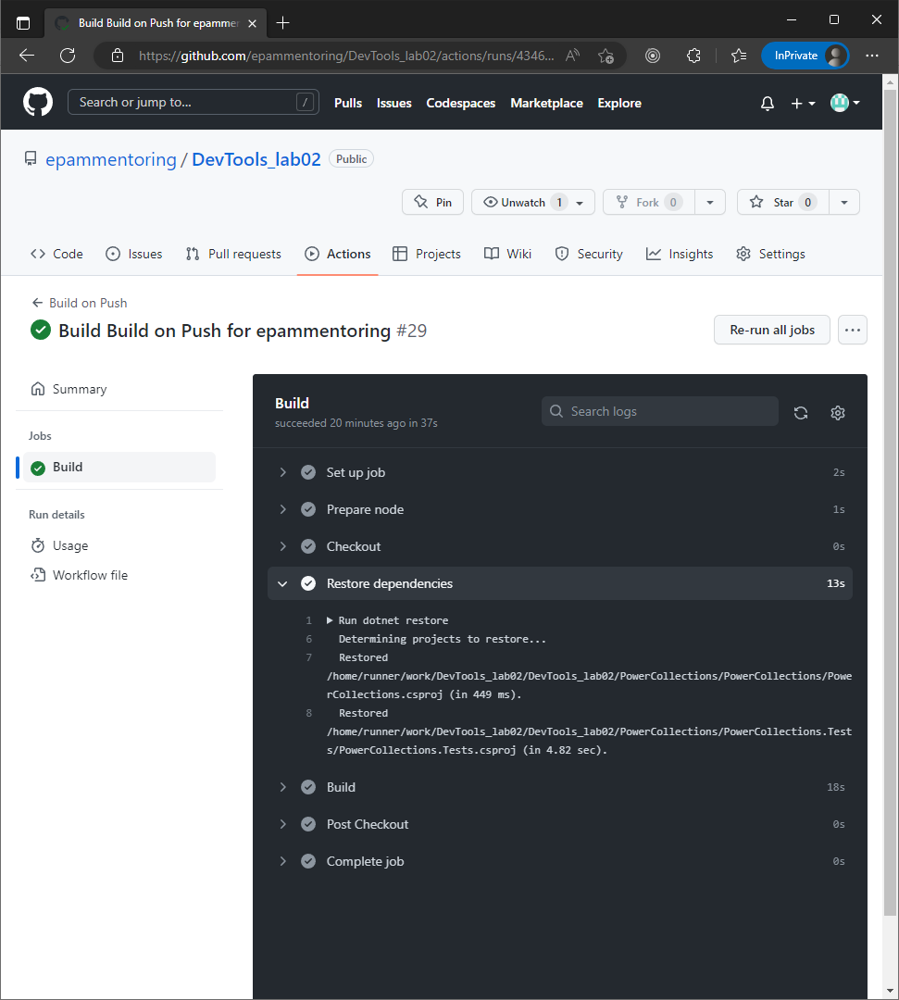 Build Build on Push for epammer
https://github.com/epammentoring/DevTools_lab02/actions/runs/4346...
InPrivate
Search or jump to...
/
Pulls
Issues
Codespaces
Marketplace
Explore
epammentoring / DevTools_lab02
Public
Pin
Unwatch 1
Fork 0
Star 0
Code
Issues
Pull requests
Actions
Projects
Wiki
Security
Insights
Settings
Build on Push
Build Build on Push for epammentoring #29
Re-run all jobs
Summary
Jobs
Build
Run details
Usage
Workflow file
Build
succeeded 20 minutes ago in 37s
Search logs
Set up job 2s
Prepare node 1s
Checkout 0s
Restore dependencies 13s
1 Run dotnet restore
6 Determining projects to restore...
7 Restored
/home/runner/work/DevTools_lab02/DevTools_lab02/PowerCollections/PowerCollections/Powe
rCollections.csproj (in 449 ms).
8 Restored
/home/runner/work/DevTools_lab02/DevTools_lab02/PowerCollections/PowerCollections.Test
s/PowerCollections.Tests.csproj (in 4.82 sec).
Build 18s
Post Checkout 0s
Complete job 0s